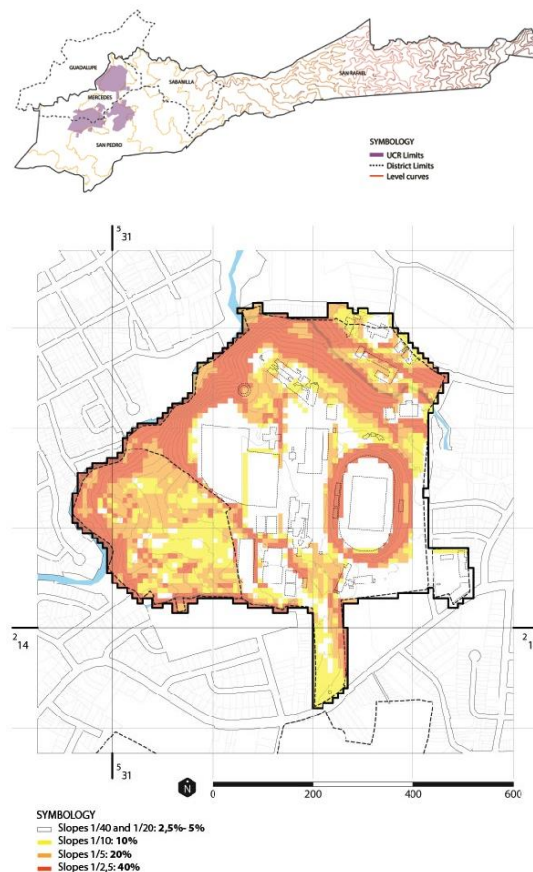 GUADALUPE
SABANILLA
SAN RAFAEL
MERCEDES
SAN PEDRO
SYMBOLOGY
UCR Limits
District Limits
Level curves
5
31
2
14
2
1
5
31
N
0 200 400 600
SYMBOLOGY
Slopes 1/40 and 1/20: 2,5%- 5%
Slopes 1/10: 10%
Slopes 1/5: 20%
Slopes 1/2,5: 40%